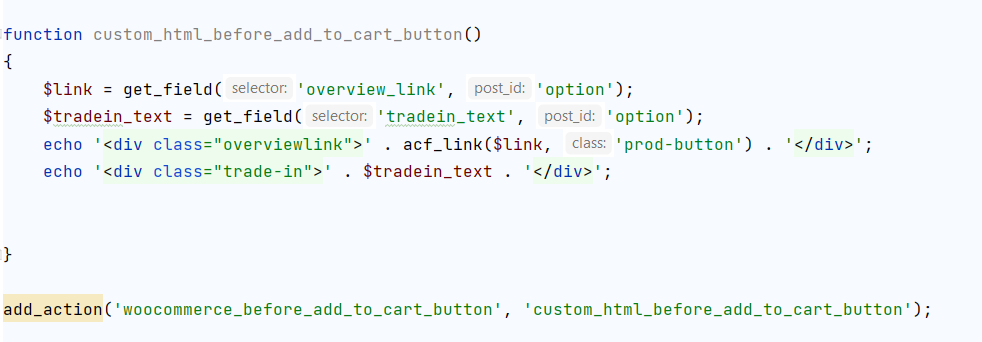 function custom_html_before_add_to_cart_button()
{
    $link = get_field( selector: 'overview_link', post_id: 'option');
    $tradein_text = get_field( selector: 'tradein_text', post_id: 'option');
    echo '<div class="overviewlink">' . acf_link($link, class: 'prod-button') . '</div>';
    echo '<div class="trade-in">' . $tradein_text . '</div>';
}
add_action('woocommerce_before_add_to_cart_button', 'custom_html_before_add_to_cart_button');